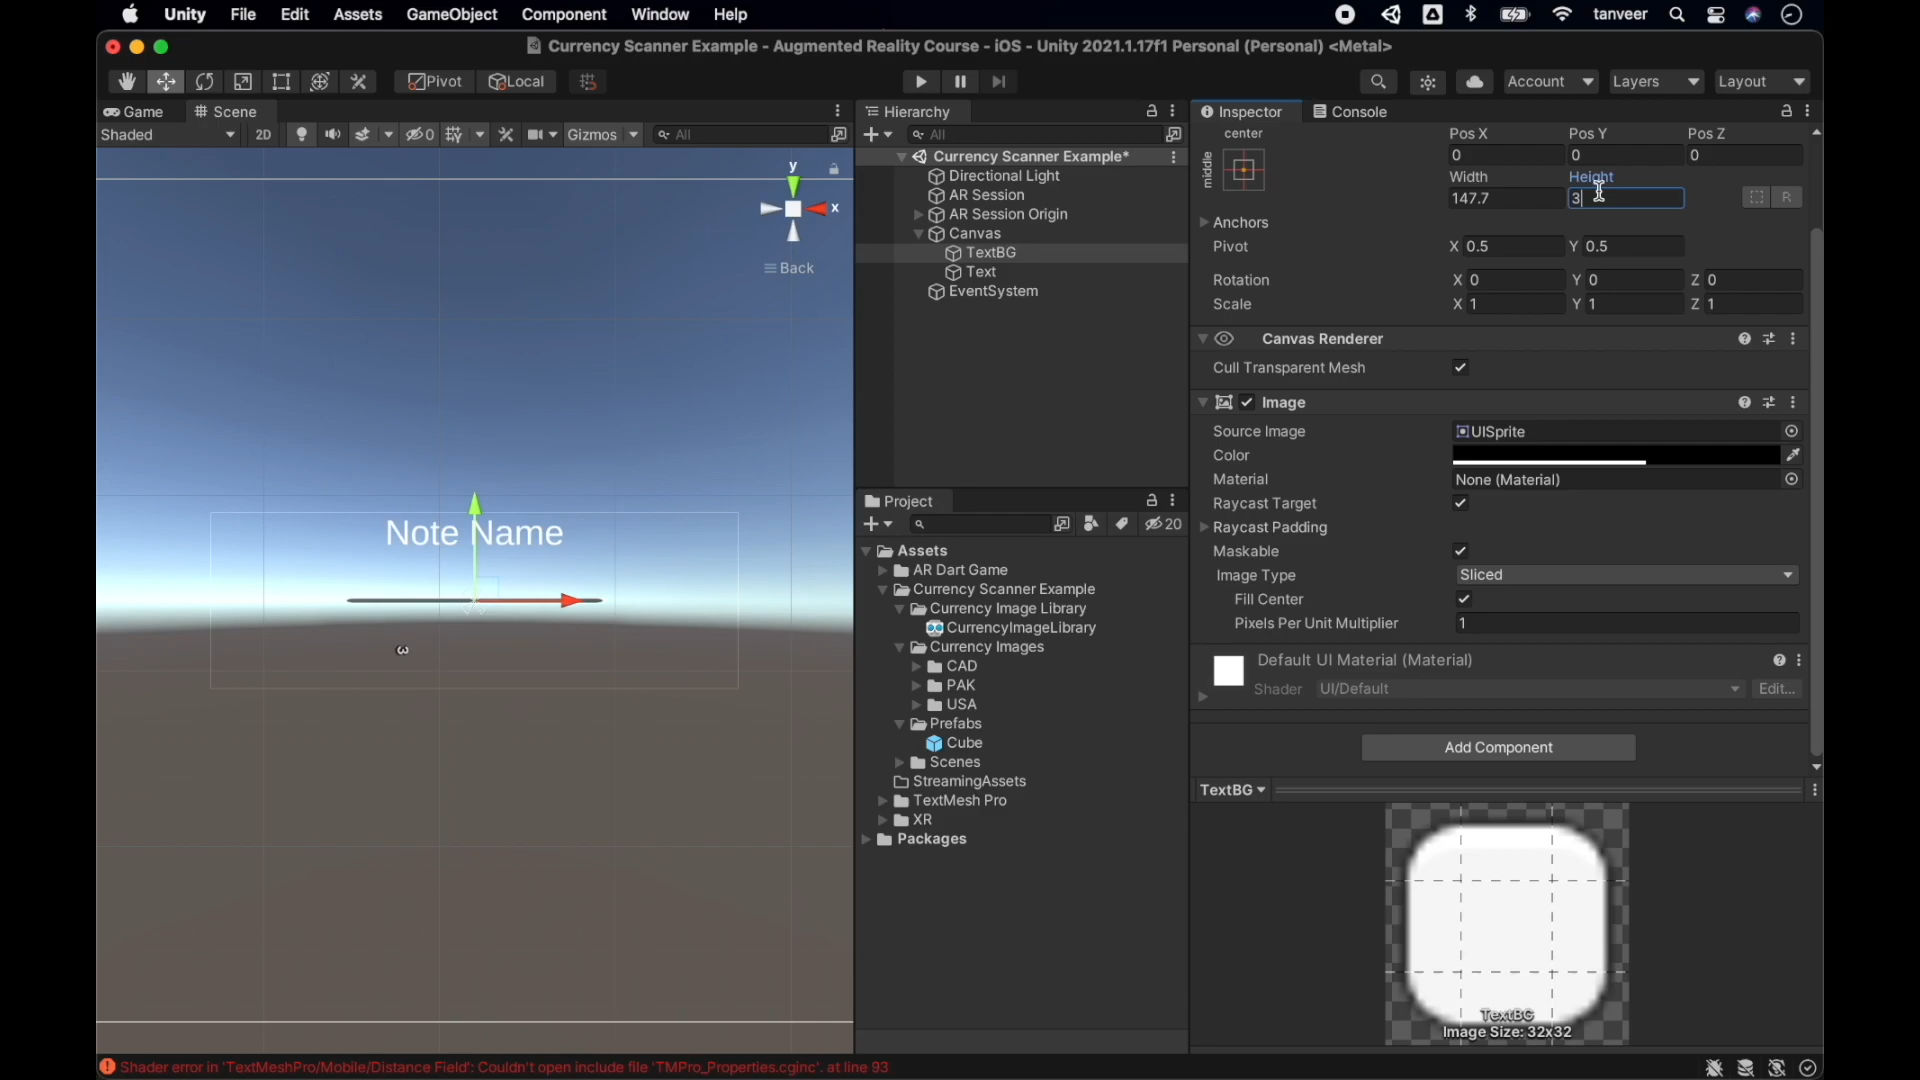 Unity File Edit Assets GameObject Component Window Help tanveer
Currency Scanner Example - Augmented Reality Course - iOS - Unity 2021.1.17f1 Personal (Personal) <Metal>
Pivot Local Account Layers Layout
Game Scene
Shaded 2D 0 Gizmos All
y
x
Back
Note Name
3
Hierarchy
All
Currency Scanner Example*
Directional Light
AR Session
AR Session Origin
Canvas
TextBG
Text
EventSystem
Project
20
Assets
AR Dart Game
Currency Scanner Example
Currency Image Library
CurrencyImageLibrary
Currency Images
CAD
PAK
USA
Prefabs
Cube
Scenes
StreamingAssets
TextMesh Pro
XR
Packages
Inspector Console
center Pos X Pos Y Pos Z
middle 0 0 0
Width Height
147.7 3 R
Anchors
Pivot X 0.5 Y 0.5
Rotation X 0 Y 0 Z 0
Scale X 1 Y 1 Z 1
Canvas Renderer
Cull Transparent Mesh
Image
Source Image UISprite
Color
Material None (Material)
Raycast Target
Raycast Padding
Maskable
Image Type Sliced
Fill Center
Pixels Per Unit Multiplier 1
Default UI Material (Material)
Shader UI/Default Edit...
Add Component
TextBG
TextBG
Image Size: 32x32
Shader error in 'TextMeshPro/Mobile/Distance Field': Couldn't open include file 'TMPro_Properties.cginc'. at line 93